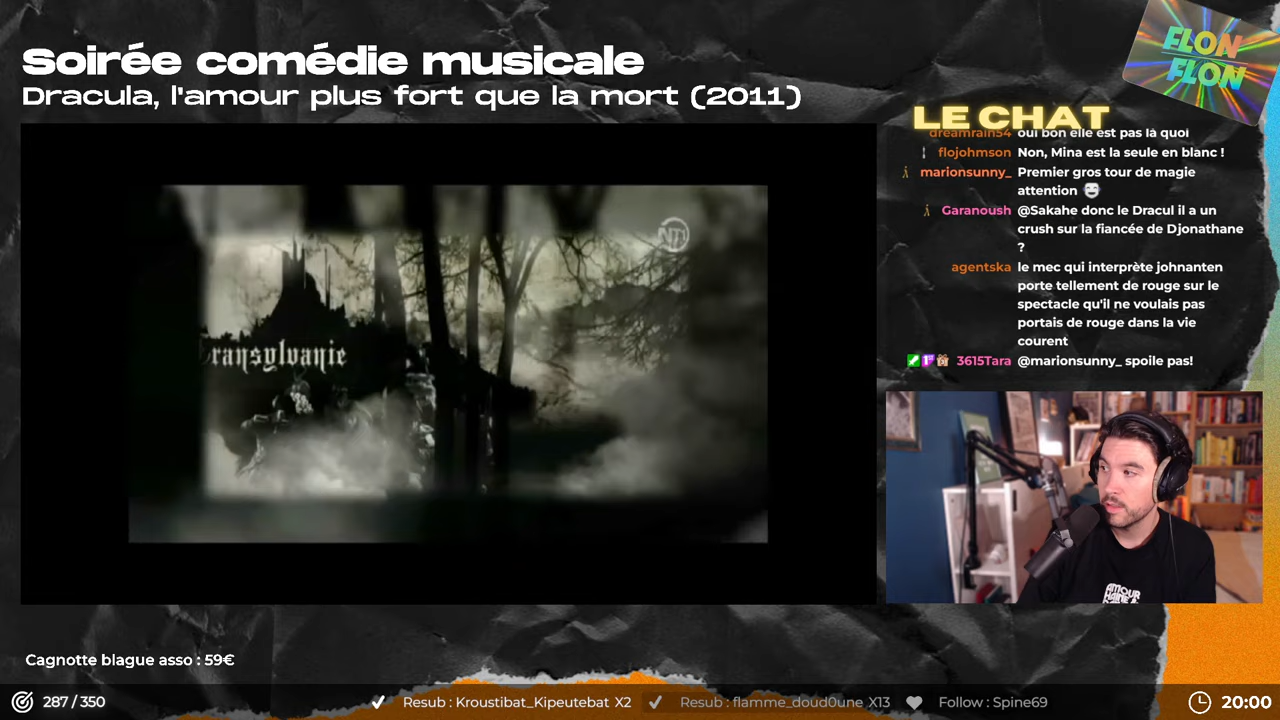 Soirée comédie musicale
Dracula, l'amour plus fort que la mort (2011)
FLON
FLON
LE CHAT
dreamrain54 oui bon elle est pas là quoi
flojohmson Non, Mina est la seule en blanc !
marionsunny_ Premier gros tour de magie
attention
Garanoush @Sakahe donc le Dracul il a un
crush sur la fiancée de Djonathane
?
agentska le mec qui interprète johnanten
porte tellement de rouge sur le
spectacle qu'il ne voulais pas
portais de rouge dans la vie
courent
3615Tara @marionsunny_ spoile pas!
NT1
ransylvanie
AMOUR
HAINE &
Cagnotte blague asso : 59€
287 / 350
Resub : Kroustibat_Kipeutebat X2
Resub : flamme_doud0une X13
Follow : Spine69
20:00